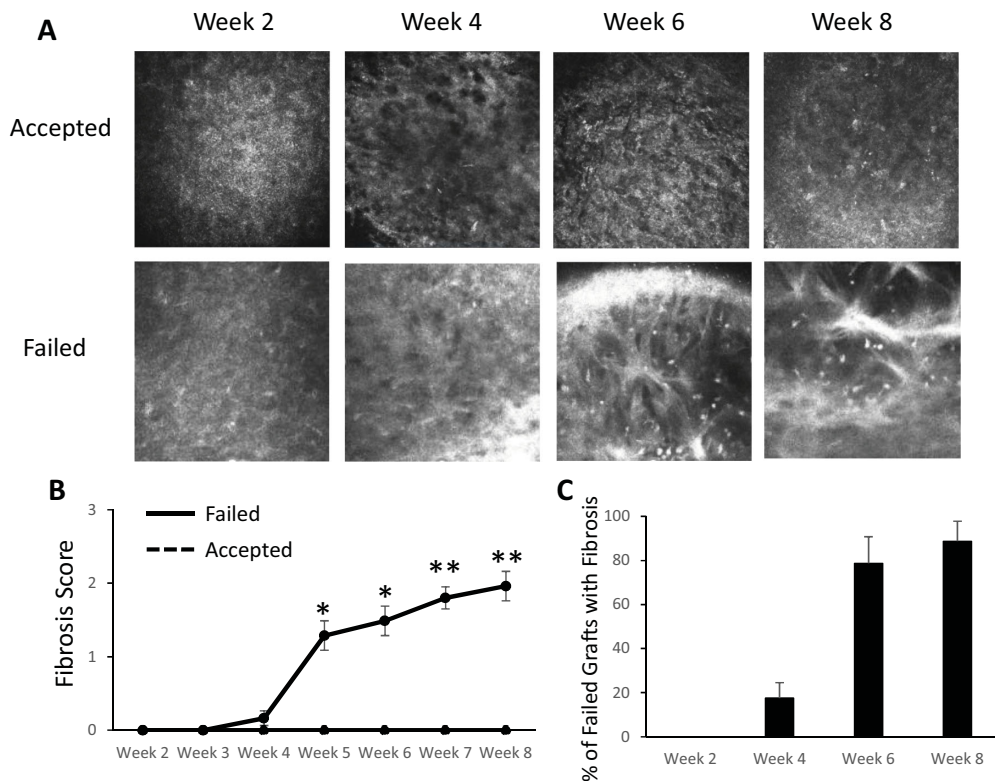 A
Week 2 Week 4 Week 6 Week 8
Accepted
Failed
B
Fibrosis Score
3
2
1
0
Failed
Accepted
*
*
**
**
Week 2 Week 3 Week 4 Week 5 Week 6 Week 7 Week 8
C
% of Failed Grafts with Fibrosis
100
80
60
40
20
0
Week 2 Week 4 Week 6 Week 8